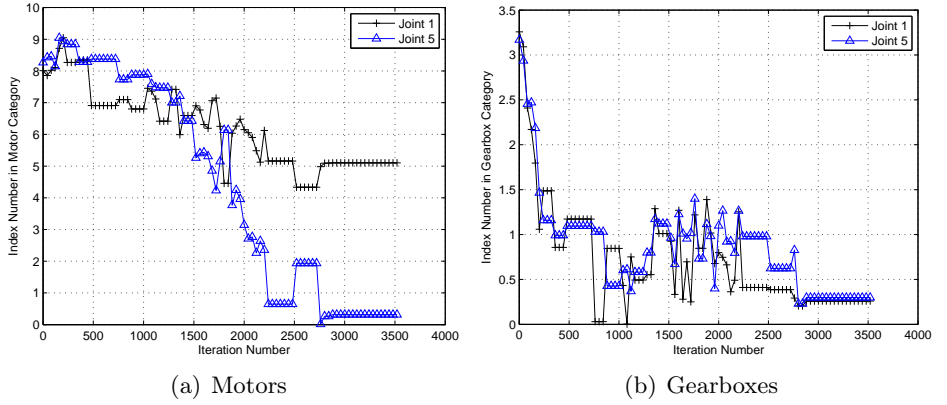 10
9
8
7
6
5
4
3
2
1
0
0 500 1000 1500 2000 2500 3000 3500 4000
Index Number in Motor Category
Iteration Number
Joint 1
Joint 5
(a) Motors
3.5
3
2.5
2
1.5
1
0.5
0
0 500 1000 1500 2000 2500 3000 3500 4000
Index Number in Gearbox Category
Iteration Number
Joint 1
Joint 5
(b) Gearboxes